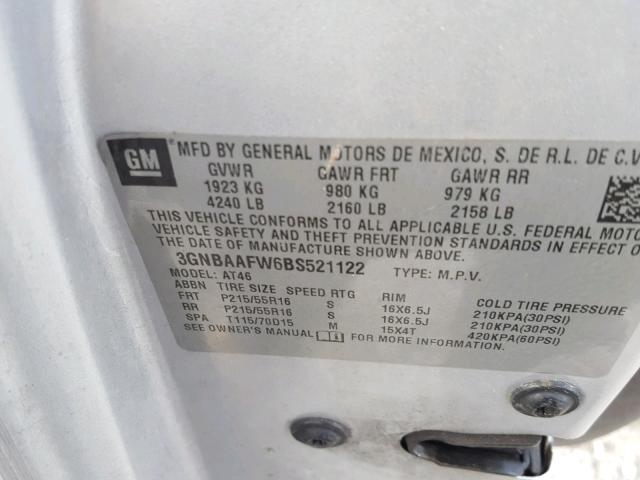 GM MFD BY GENERAL MOTORS DE MEXICO, S. DE R.L. DE C.V
GVWR GAWR FRT GAWR RR
1923 KG 980 KG 979 KG
4240 LB 2160 LB 2158 LB
THIS VEHICLE CONFORMS TO ALL APPLICABLE U.S. FEDERAL MOTO
VEHICLE SAFETY AND THEFT PREVENTION STANDARDS IN EFFECT O
THE DATE OF MANUFACTURE SHOWN ABOVE.
3GNBAAFW6BS521122 TYPE: M.P.V.
MODEL: AT46
ABBN TIRE SIZE SPEED RTG RIM COLD TIRE PRESSURE
FRT P215/55R16 S 16X6.5J 210KPA(30PSI)
RR P215/55R16 S 16X6.5J 210KPA(30PSI)
SPA T115/70D15 M 15X4T 420KPA(60PSI)
SEE OWNER'S MANUAL FOR MORE INFORMATION.